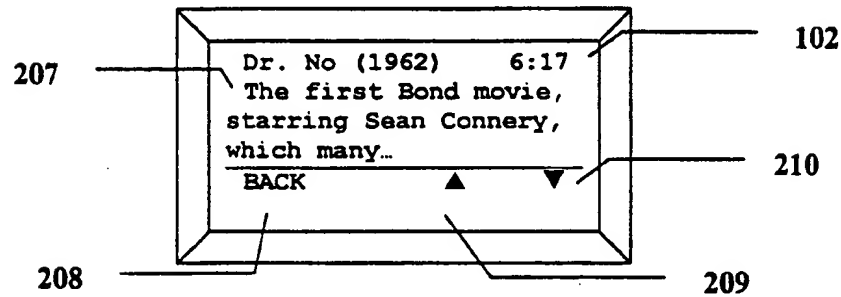 Dr. No (1962) 6:17
102
207
The first Bond movie,
starring Sean Connery,
which many…
BACK ▲ ▼
210
208
209